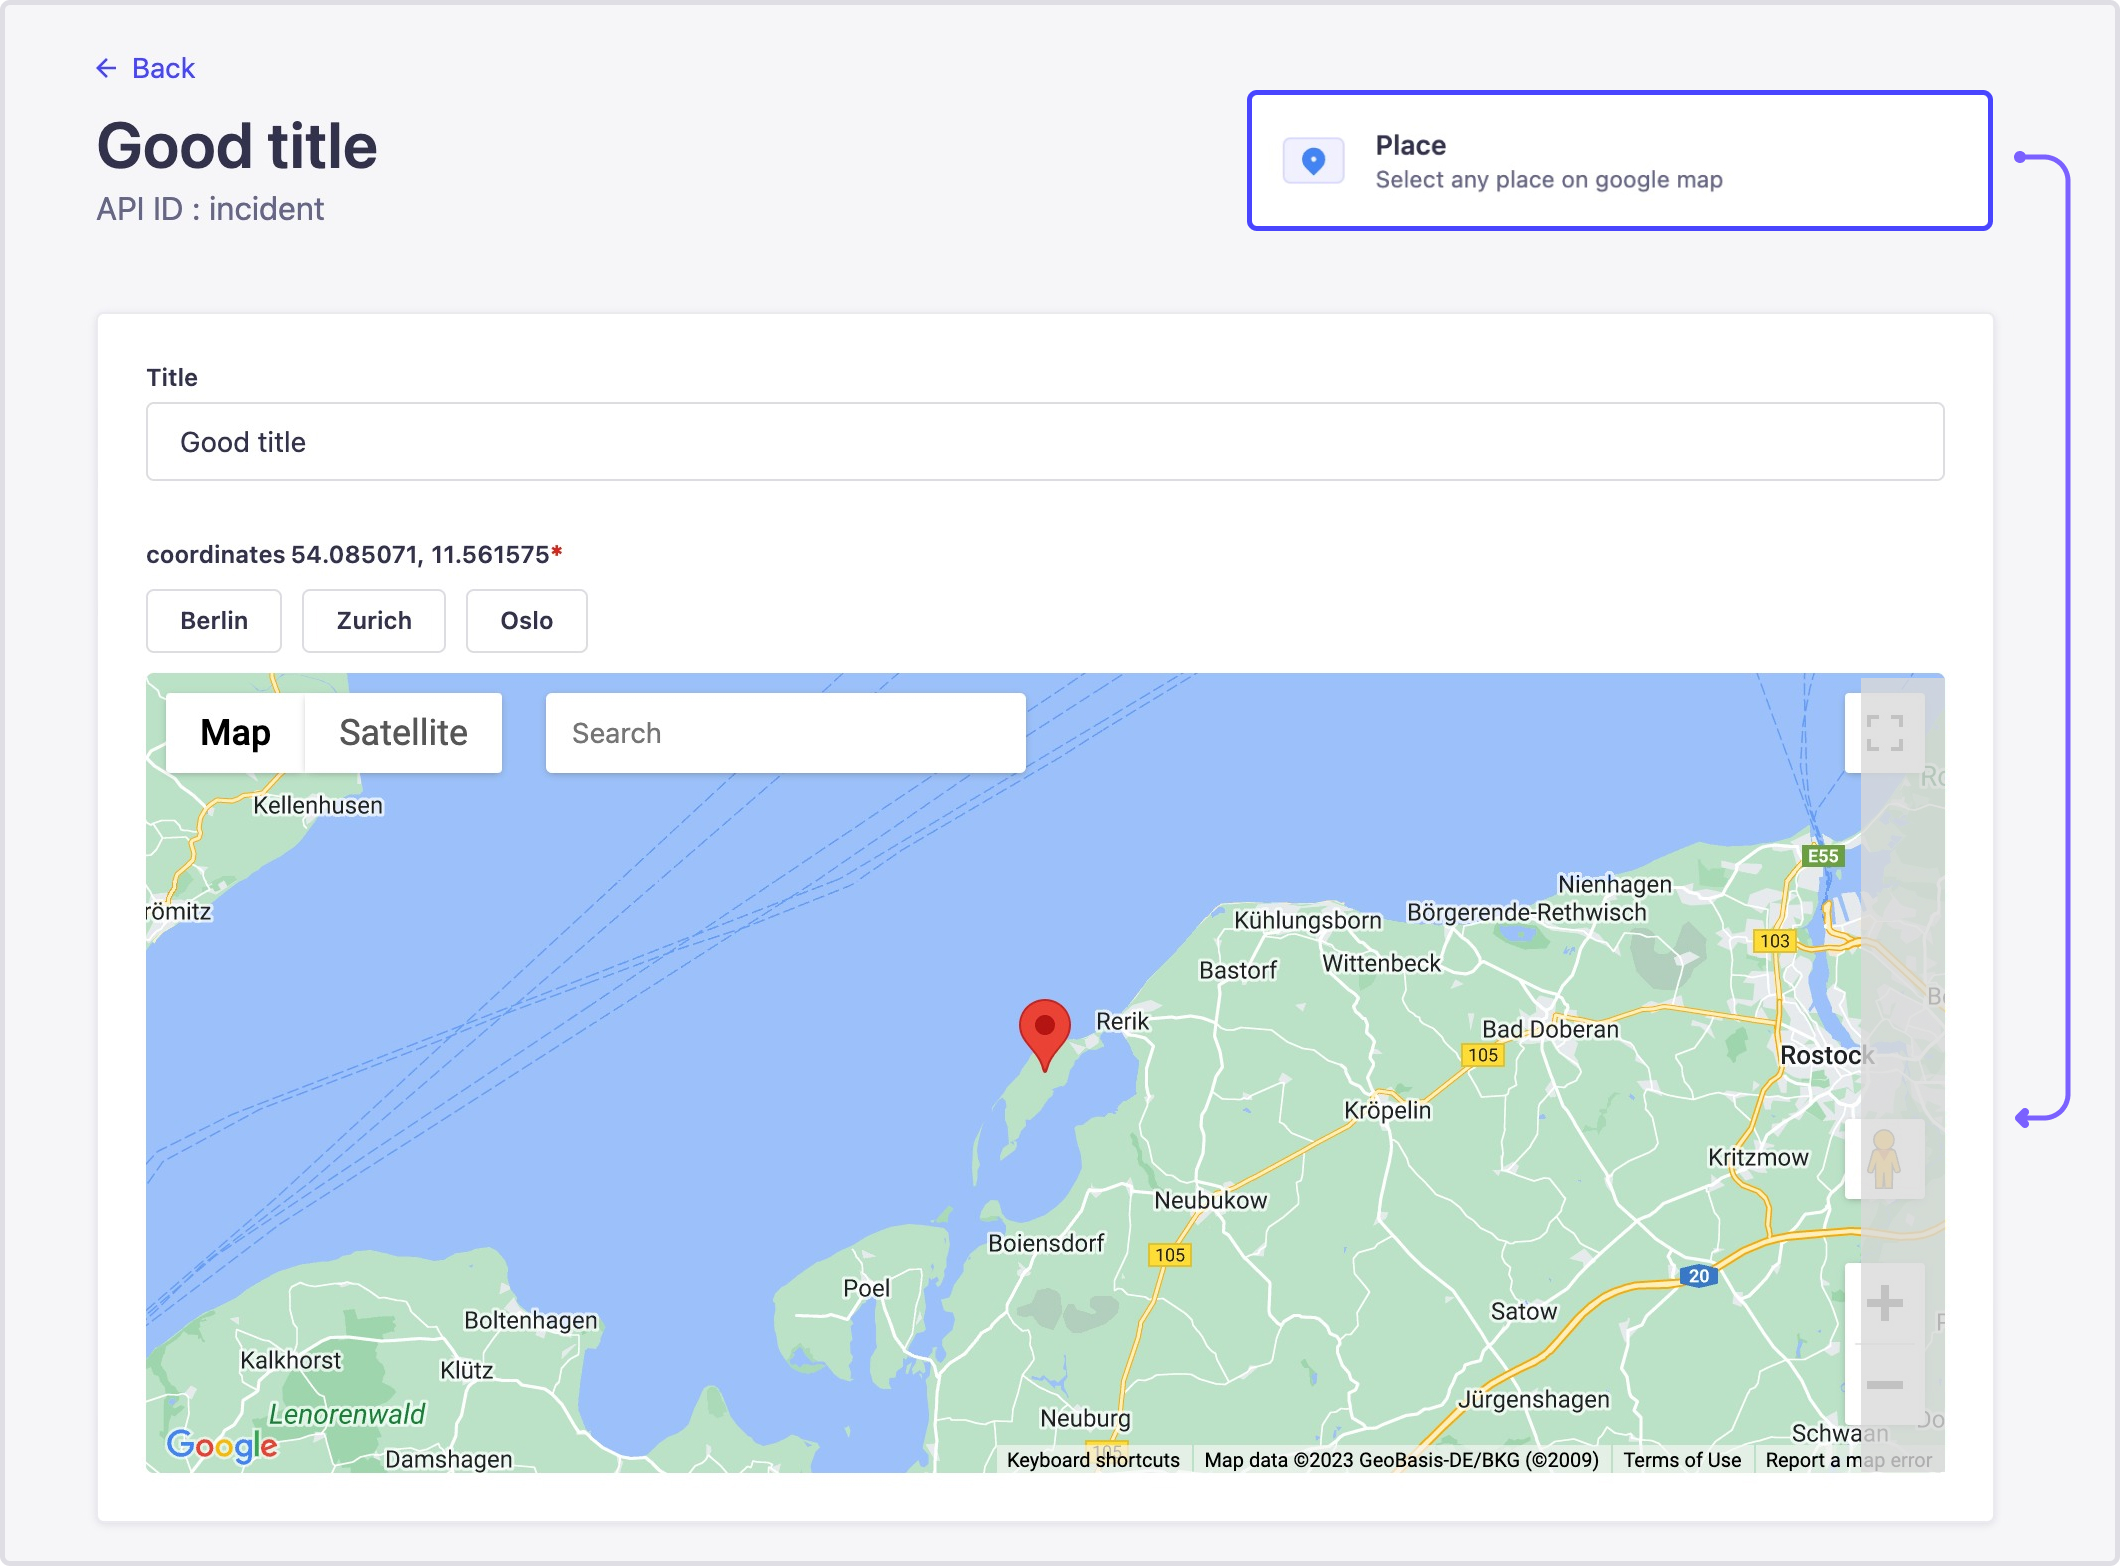 Back
Good title
API ID : incident
Place
Select any place on google map
Title
Good title
coordinates 54.085071, 11.561575*
Berlin Zurich Oslo
Map Satellite Search
Kellenhusen
römitz
E55
Nienhagen
Kühlungsborn
Börgerende-Rethwisch
103
Wittenbeck
Bastorf
Rerik
Bad Doberan
105
Rostock
Kröpelin
Kritzmow
Neubukow
Boiensdorf
105
20
Poel
Satow
Boltenhagen
Kalkhorst
Klütz
Jürgenshagen
Lenorenwald
Neuburg
Schwaan
Google
Damshagen
105
Keyboard shortcuts Map data ©2023 GeoBasis-DE/BKG (©2009) Terms of Use Report a map error